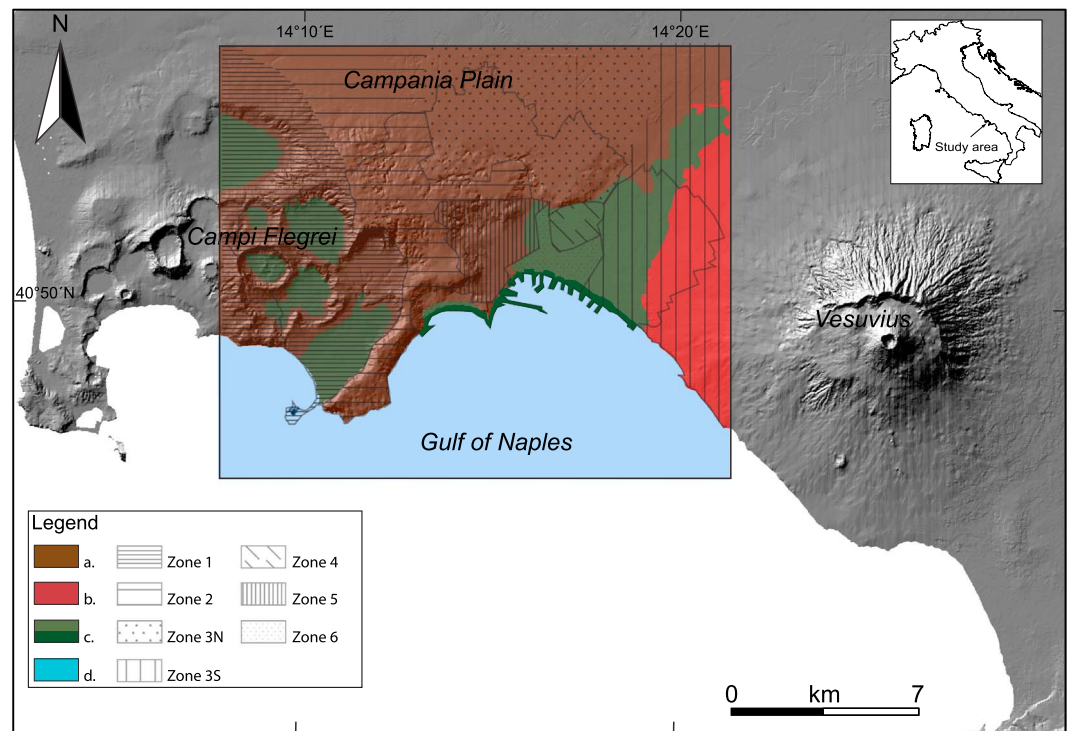 N
14°10´E
14°20´E
Campania Plain
Study area
Campi Flegrei
40°50´N
Vesuvius
Gulf of Naples
Legend
a.
Zone 1
Zone 4
b.
Zone 2
Zone 5
c.
Zone 3N
Zone 6
d.
Zone 3S
0
km
7